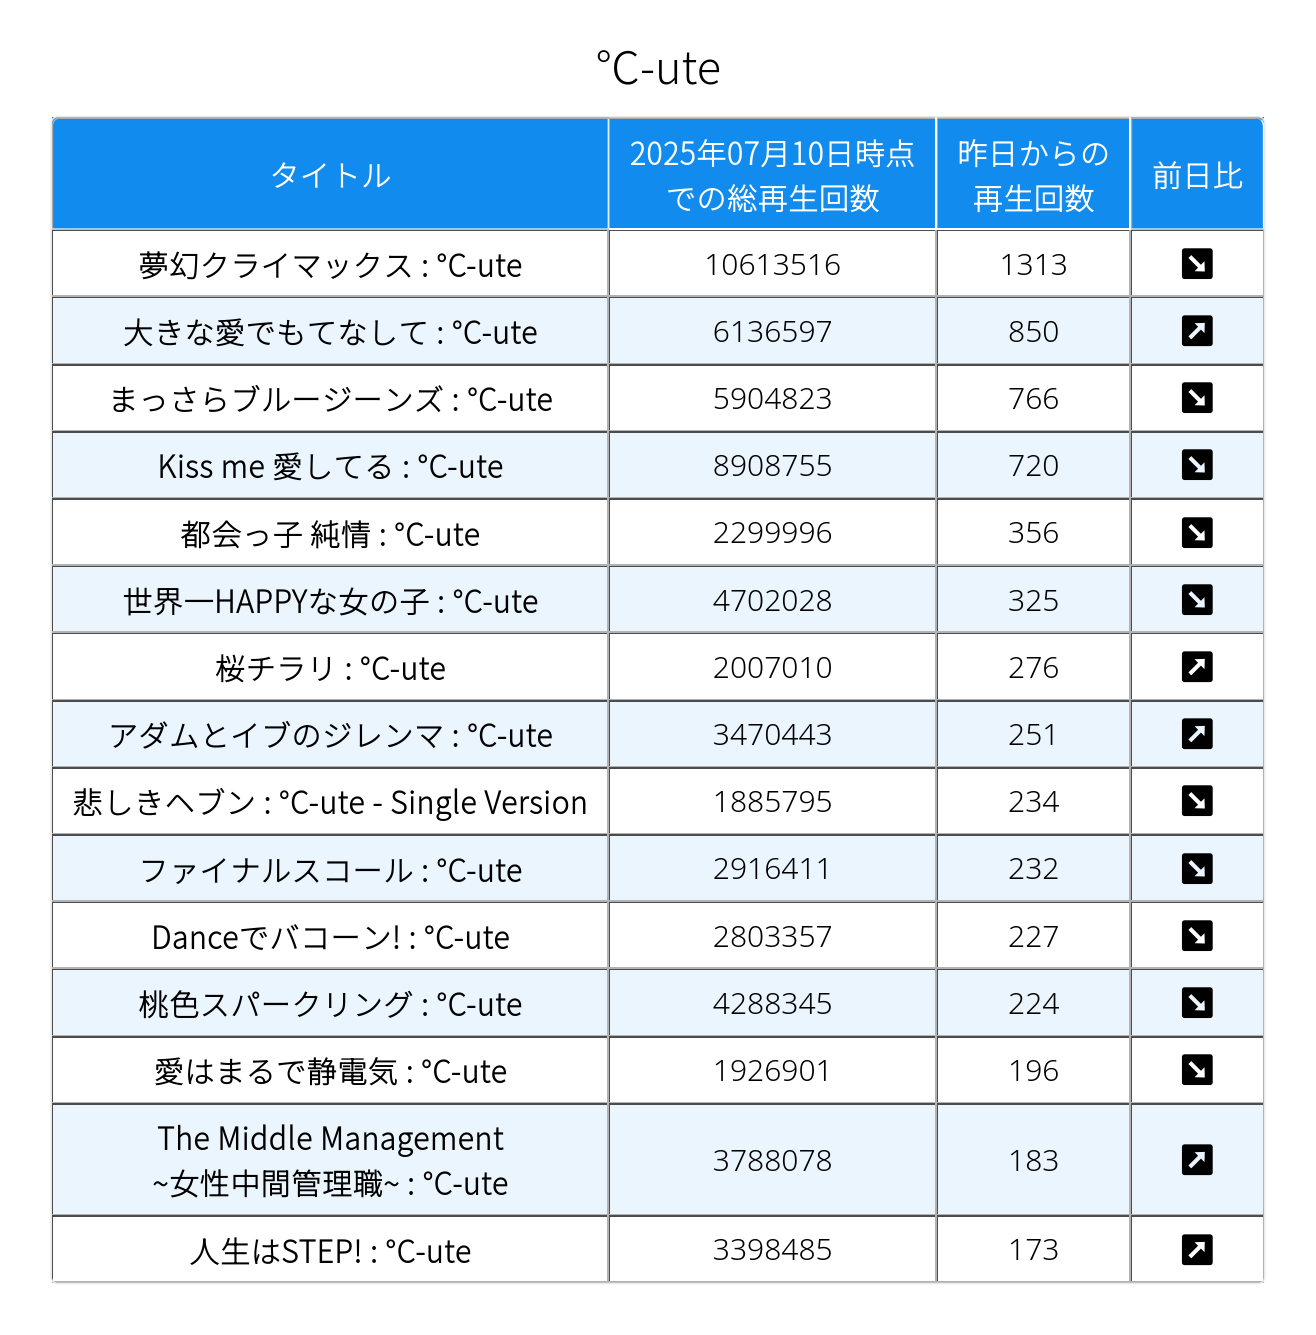 °C-ute
タイトル
2025年07月10日時点
での総再生回数
昨日からの
再生回数
前日比
夢幻クライマックス : °C-ute 10613516 1313 ↘
大きな愛でもてなして : °C-ute 6136597 850 ↗
まっさらブルージーンズ : °C-ute 5904823 766 ↘
Kiss me 愛してる : °C-ute 8908755 720 ↘
都会っ子 純情 : °C-ute 2299996 356 ↘
世界一HAPPYな女の子 : °C-ute 4702028 325 ↘
桜チラリ : °C-ute 2007010 276 ↗
アダムとイブのジレンマ : °C-ute 3470443 251 ↗
悲しきヘブン : °C-ute - Single Version 1885795 234 ↘
ファイナルスコール : °C-ute 2916411 232 ↘
Danceでバコーン! : °C-ute 2803357 227 ↘
桃色スパークリング : °C-ute 4288345 224 ↘
愛はまるで静電気 : °C-ute 1926901 196 ↘
The Middle Management
~女性中間管理職~ : °C-ute 3788078 183 ↗
人生はSTEP! : °C-ute 3398485 173 ↗